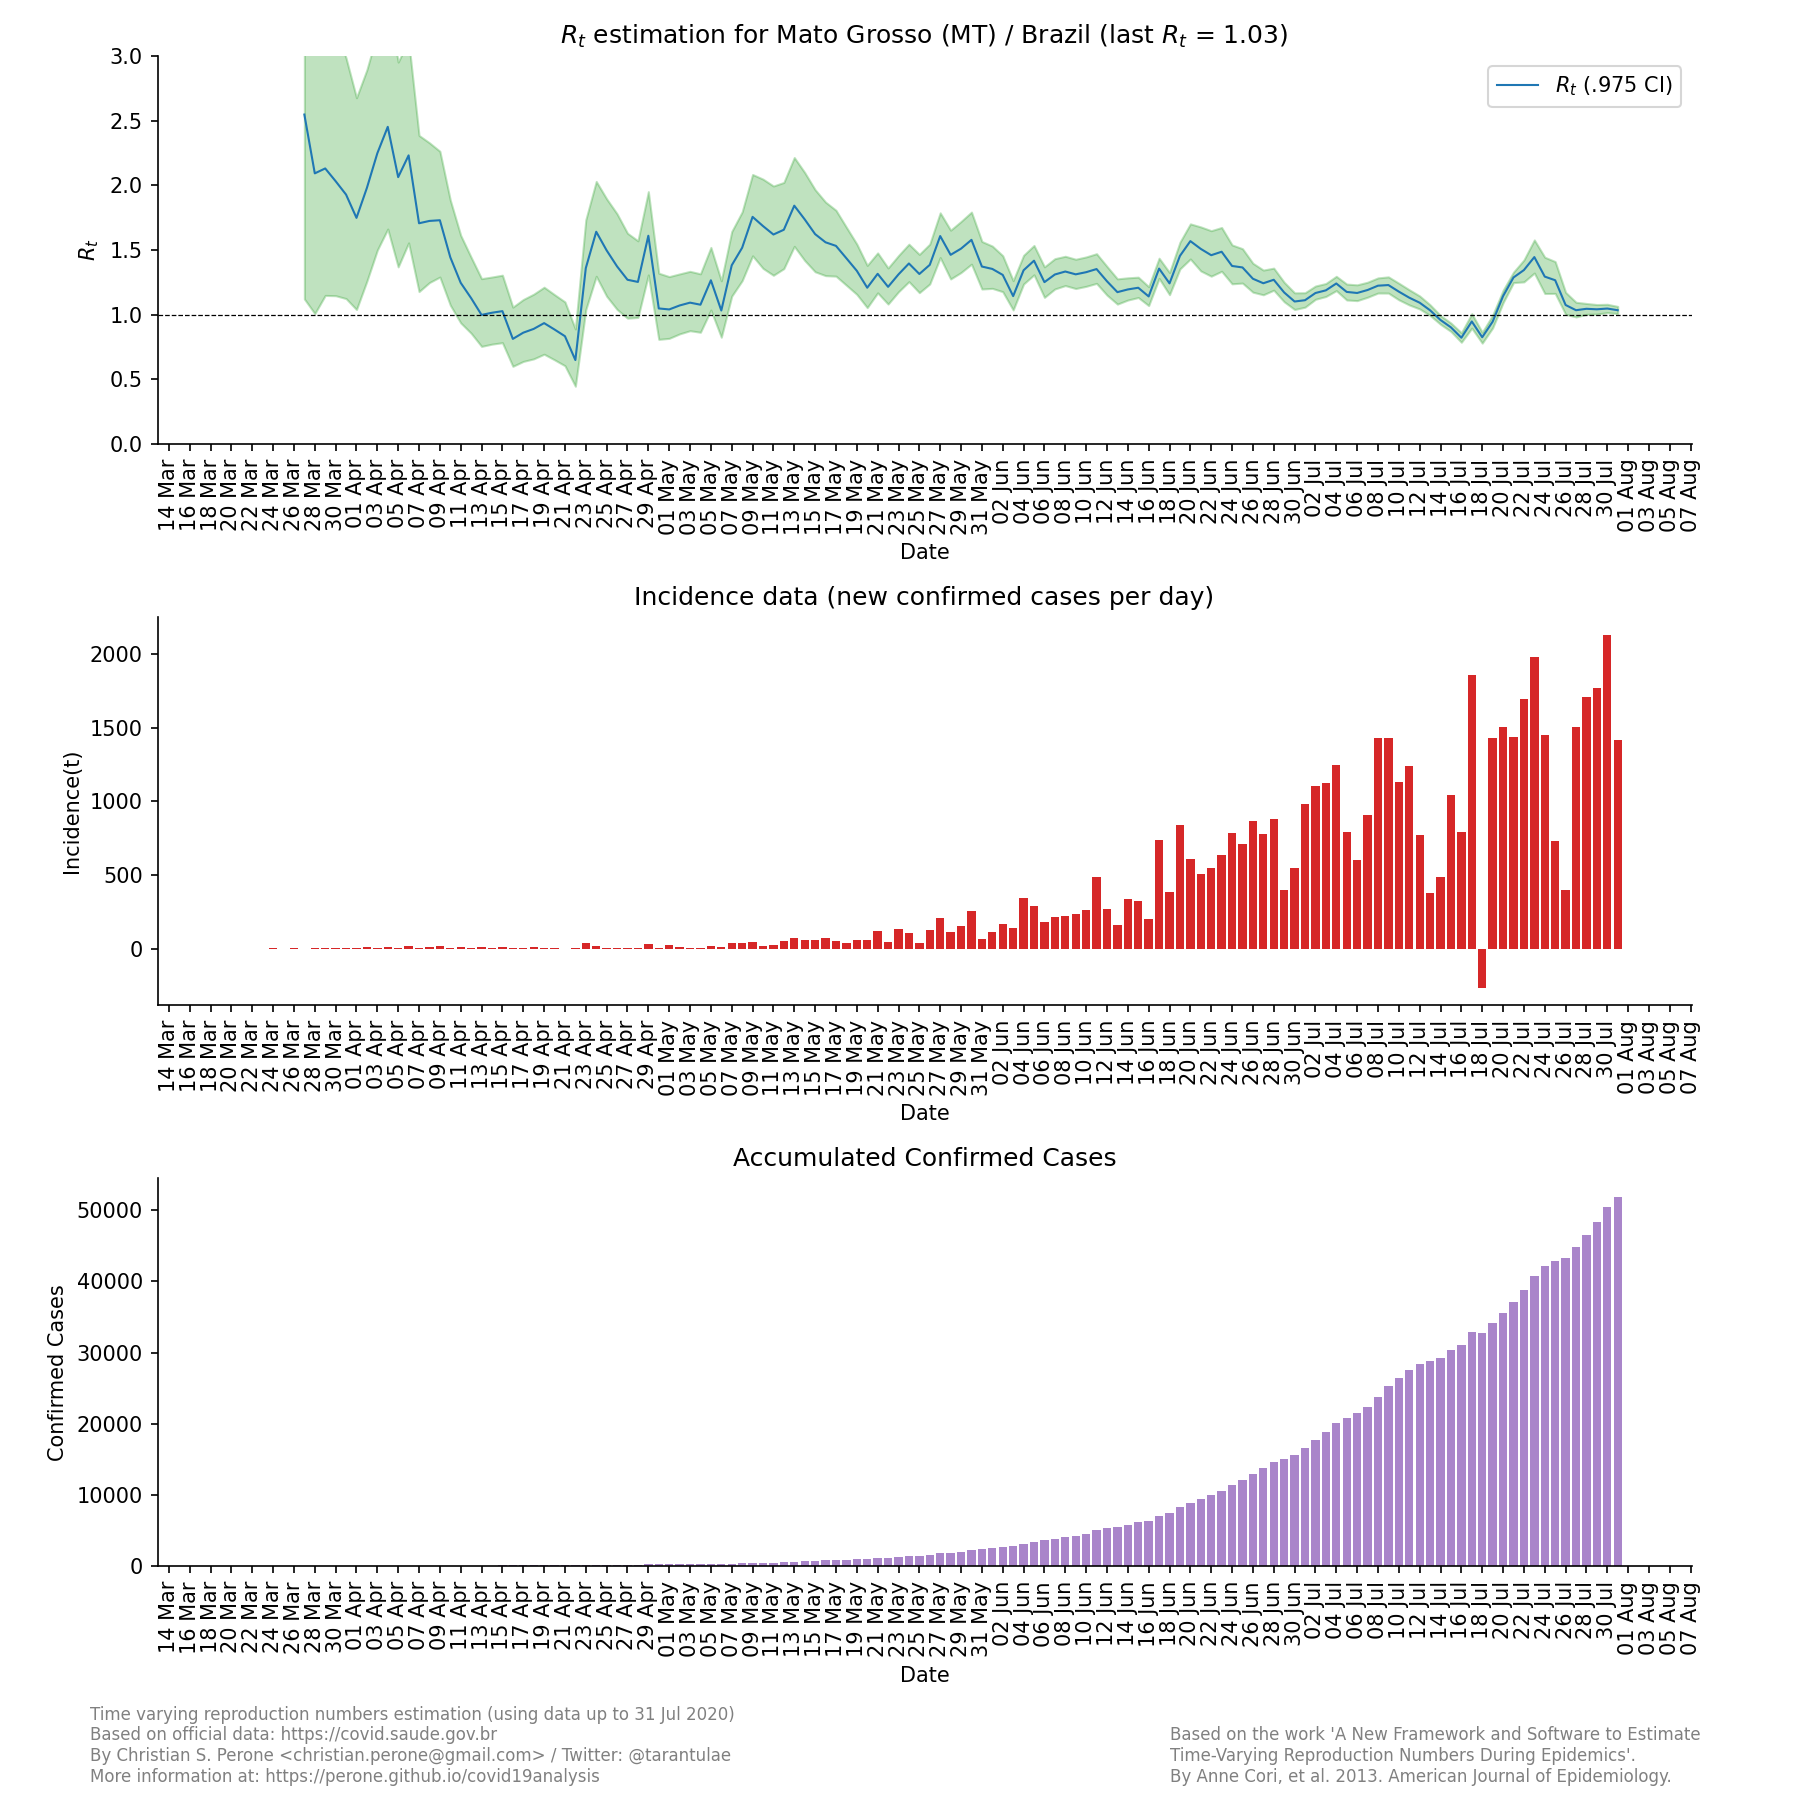 R_t estimation for Mato Grosso (MT) / Brazil (last R_t = 1.03)
R_t (.975 CI)
R_t
3.0
2.5
2.0
1.5
1.0
0.5
0.0
14 Mar 16 Mar 18 Mar 20 Mar 22 Mar 24 Mar 26 Mar 28 Mar 30 Mar 01 Apr 03 Apr 05 Apr 07 Apr 09 Apr 11 Apr 13 Apr 15 Apr 17 Apr 19 Apr 21 Apr 23 Apr 25 Apr 27 Apr 29 Apr 01 May 03 May 05 May 07 May 09 May 11 May 13 May 15 May 17 May 19 May 21 May 23 May 25 May 27 May 29 May 31 May 02 Jun 04 Jun 06 Jun 08 Jun 10 Jun 12 Jun 14 Jun 16 Jun 18 Jun 20 Jun 22 Jun 24 Jun 26 Jun 28 Jun 30 Jun 02 Jul 04 Jul 06 Jul 08 Jul 10 Jul 12 Jul 14 Jul 16 Jul 18 Jul 20 Jul 22 Jul 24 Jul 26 Jul 28 Jul 30 Jul 01 Aug 03 Aug 05 Aug 07 Aug
Date
Incidence data (new confirmed cases per day)
Incidence(t)
2000
1500
1000
500
0
14 Mar 16 Mar 18 Mar 20 Mar 22 Mar 24 Mar 26 Mar 28 Mar 30 Mar 01 Apr 03 Apr 05 Apr 07 Apr 09 Apr 11 Apr 13 Apr 15 Apr 17 Apr 19 Apr 21 Apr 23 Apr 25 Apr 27 Apr 29 Apr 01 May 03 May 05 May 07 May 09 May 11 May 13 May 15 May 17 May 19 May 21 May 23 May 25 May 27 May 29 May 31 May 02 Jun 04 Jun 06 Jun 08 Jun 10 Jun 12 Jun 14 Jun 16 Jun 18 Jun 20 Jun 22 Jun 24 Jun 26 Jun 28 Jun 30 Jun 02 Jul 04 Jul 06 Jul 08 Jul 10 Jul 12 Jul 14 Jul 16 Jul 18 Jul 20 Jul 22 Jul 24 Jul 26 Jul 28 Jul 30 Jul 01 Aug 03 Aug 05 Aug 07 Aug
Date
Accumulated Confirmed Cases
Confirmed Cases
50000
40000
30000
20000
10000
0
14 Mar 16 Mar 18 Mar 20 Mar 22 Mar 24 Mar 26 Mar 28 Mar 30 Mar 01 Apr 03 Apr 05 Apr 07 Apr 09 Apr 11 Apr 13 Apr 15 Apr 17 Apr 19 Apr 21 Apr 23 Apr 25 Apr 27 Apr 29 Apr 01 May 03 May 05 May 07 May 09 May 11 May 13 May 15 May 17 May 19 May 21 May 23 May 25 May 27 May 29 May 31 May 02 Jun 04 Jun 06 Jun 08 Jun 10 Jun 12 Jun 14 Jun 16 Jun 18 Jun 20 Jun 22 Jun 24 Jun 26 Jun 28 Jun 30 Jun 02 Jul 04 Jul 06 Jul 08 Jul 10 Jul 12 Jul 14 Jul 16 Jul 18 Jul 20 Jul 22 Jul 24 Jul 26 Jul 28 Jul 30 Jul 01 Aug 03 Aug 05 Aug 07 Aug
Date
Time varying reproduction numbers estimation (using data up to 31 Jul 2020)
Based on official data: https://covid.saude.gov.br
By Christian S. Perone <christian.perone@gmail.com> / Twitter: @tarantulae
More information at: https://perone.github.io/covid19analysis
Based on the work 'A New Framework and Software to Estimate
Time-Varying Reproduction Numbers During Epidemics'.
By Anne Cori, et al. 2013. American Journal of Epidemiology.